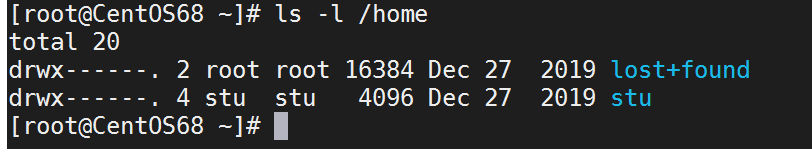 [root@CentOS68 ~]# ls -l /home
total 20
drwx------. 2 root root 16384 Dec 27  2019 lost+found
drwx------. 4 stu  stu   4096 Dec 27  2019 stu
[root@CentOS68 ~]#